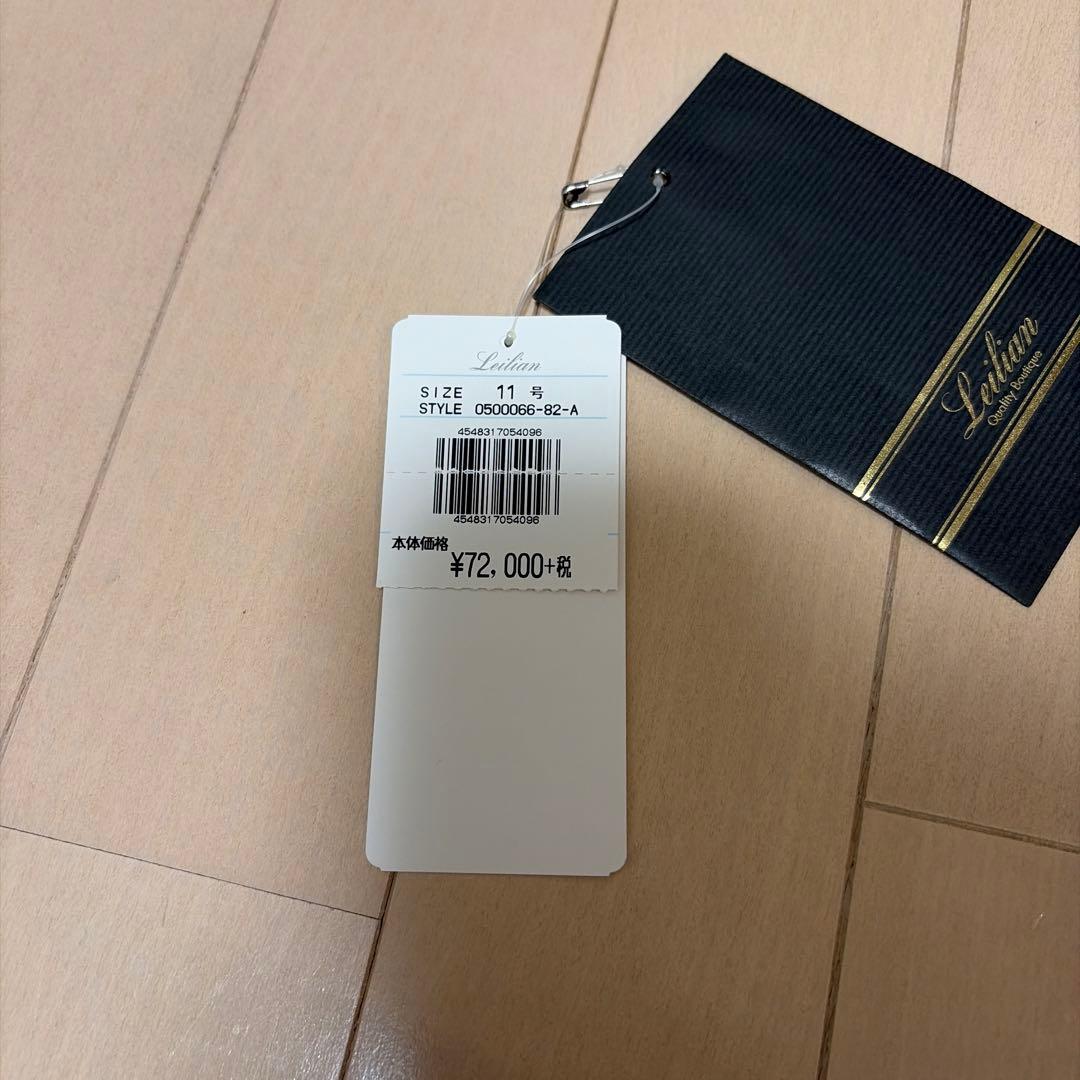 Leilian
SIZE 11 号
STYLE 0500066-82-A
4548317054096
4548317054096
本体価格
¥72,000+税
Leilian
Quality Boutique